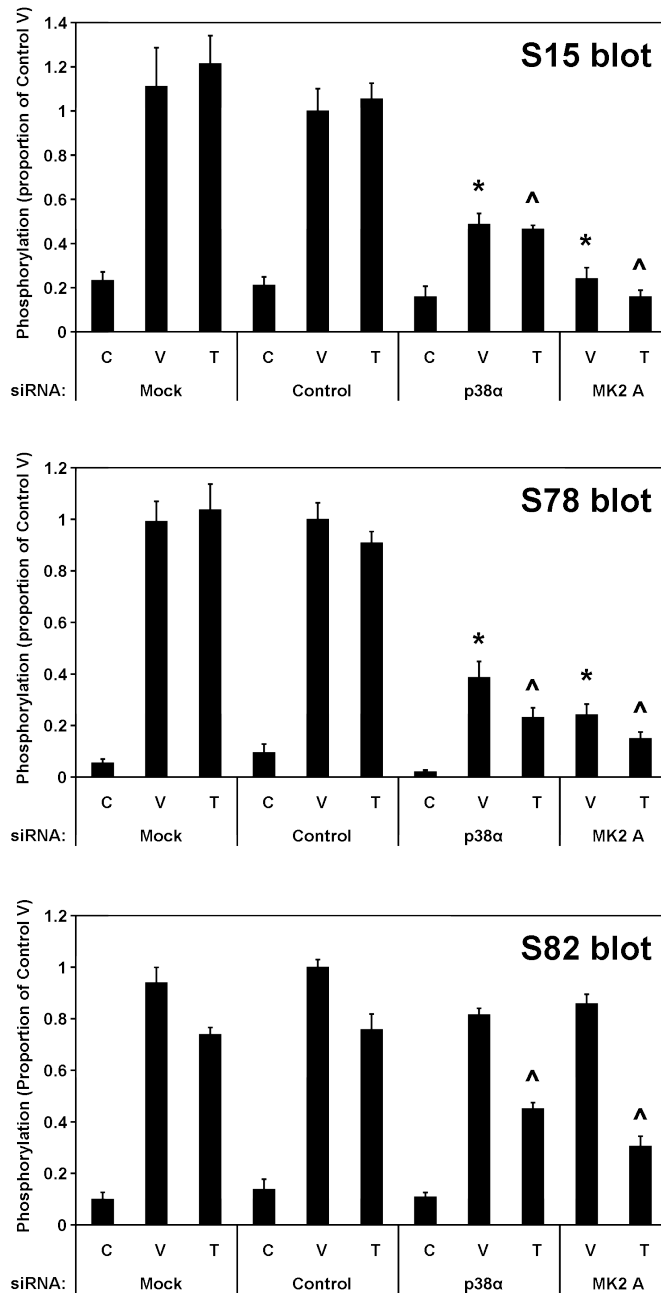 Phosphorylation (proportion of Control V)
1.4
1.2
1
0.8
0.6
0.4
0.2
0
S15 blot
* ^ * ^
C V T C V T C V T V T
siRNA: Mock Control p38α MK2 A
Phosphorylation (proportion of Control V)
1.2
1
0.8
0.6
0.4
0.2
0
S78 blot
* ^ * ^
C V T C V T C V T V T
siRNA: Mock Control p38α MK2 A
Phosphorylation (Proportion of Control V)
1.2
1
0.8
0.6
0.4
0.2
0
S82 blot
^ ^
C V T C V T C V T V T
siRNA: Mock Control p38α MK2 A